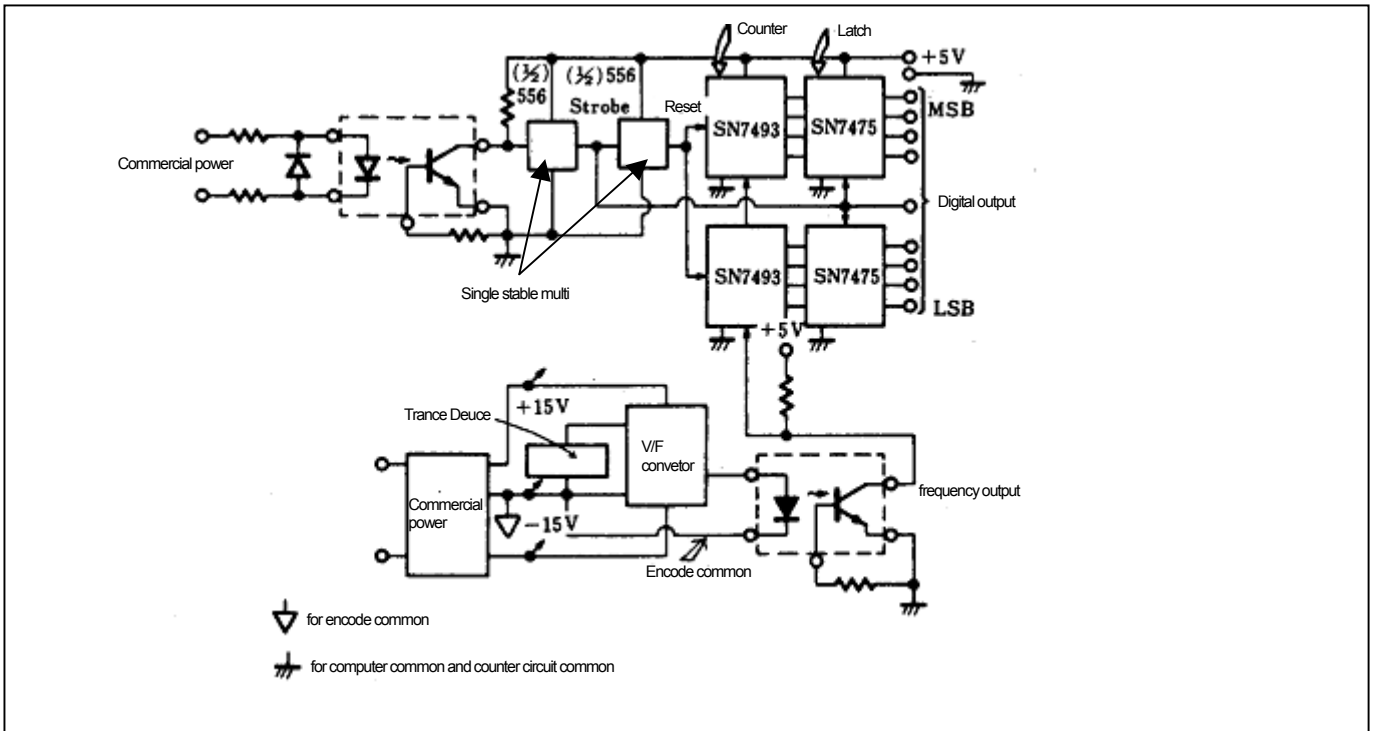 Counter
Latch
+5V
(½)
556
(½) 556
Strobe
Reset
SN7493
SN7475
MSB
Commercial power
Digital output
Single stable multi
SN7493
SN7475
LSB
+5V
+15V
Trance Deuce
V/F
convetor
Commercial
power
frequency output
-15V
Encode common
for encode common
for computer common and counter circuit common